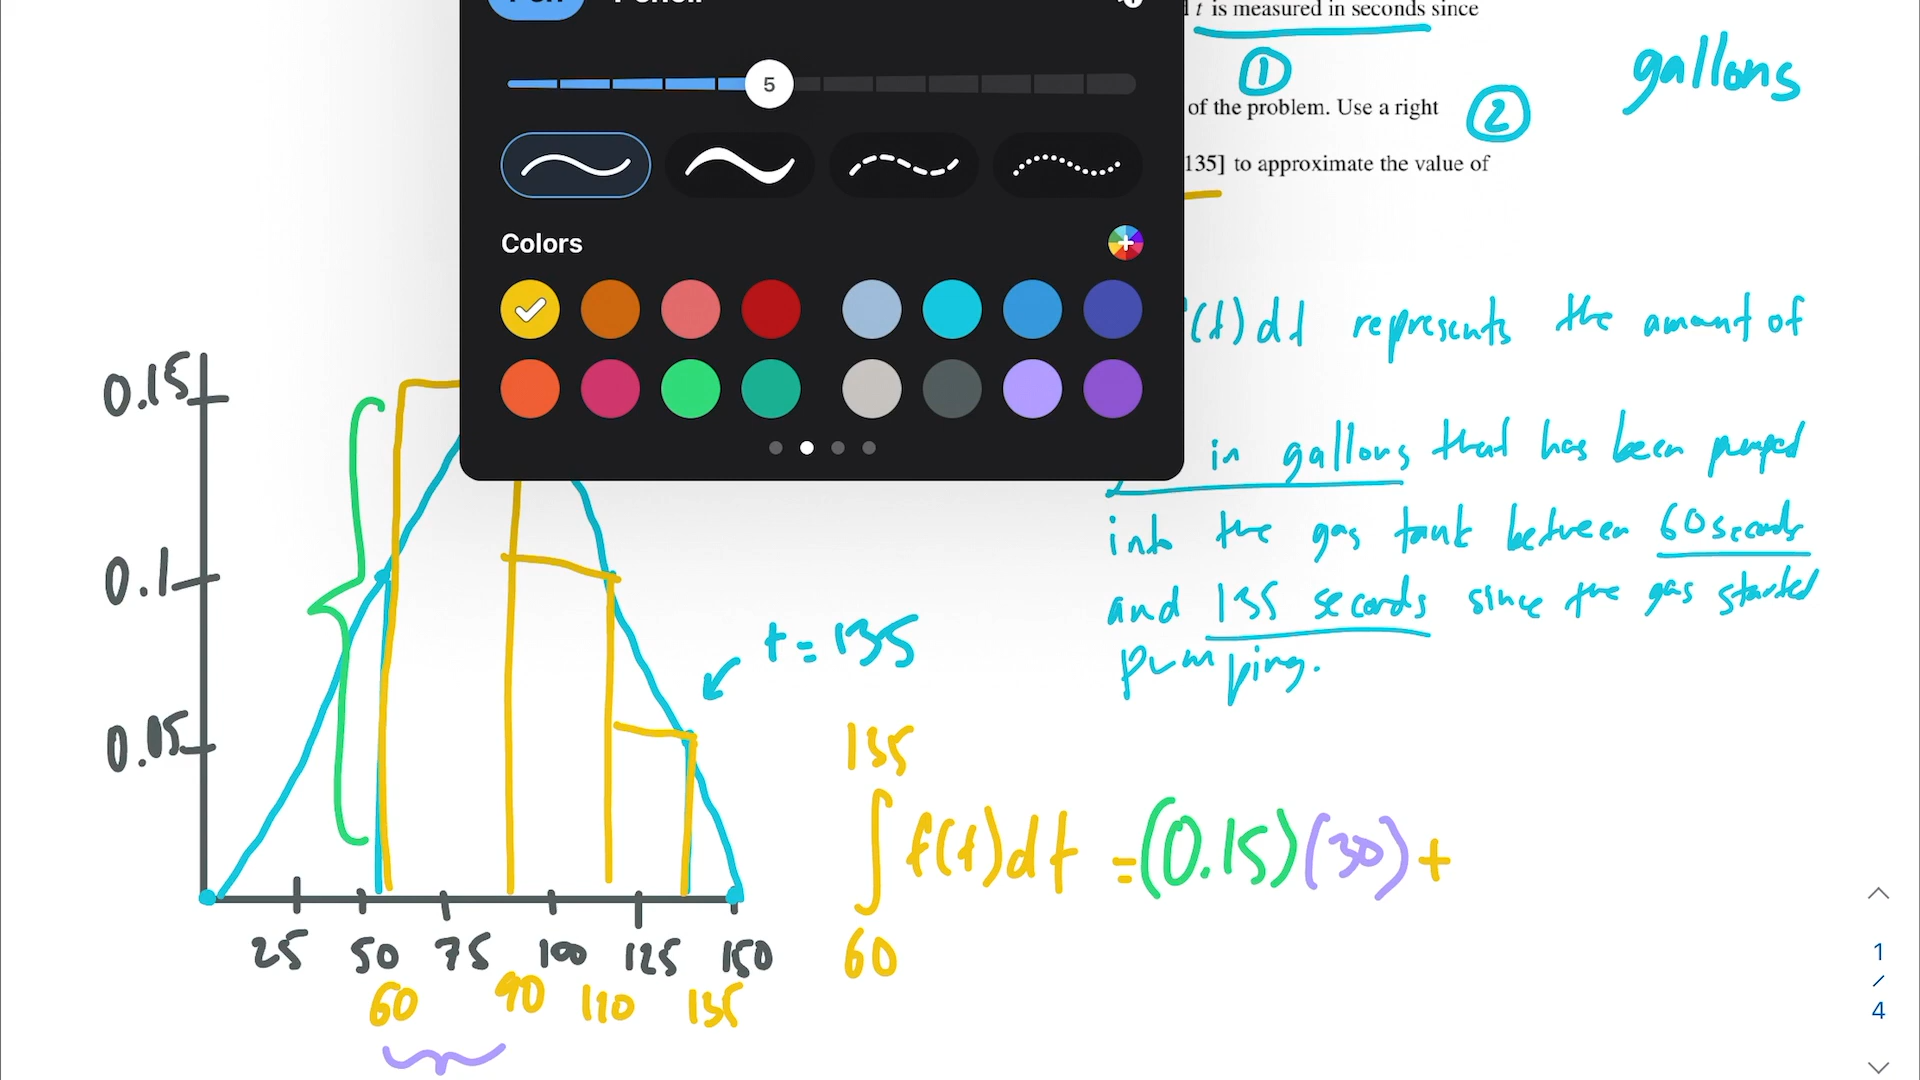 t is measured in seconds since
1
gallons
5
of the problem. Use a right
2
135] to approximate the value of
Colors
(t)dt represents the amount of
0.15
in gallons that has been pumped
into the gas tank between 60 seconds
0.1
and 135 seconds since the gas started
t = 135
pumping.
0.05
135
∫ f(t)dt = (0.15)(30) +
60
25 50 75 100 125 150
60 90 110 135
1
/
4